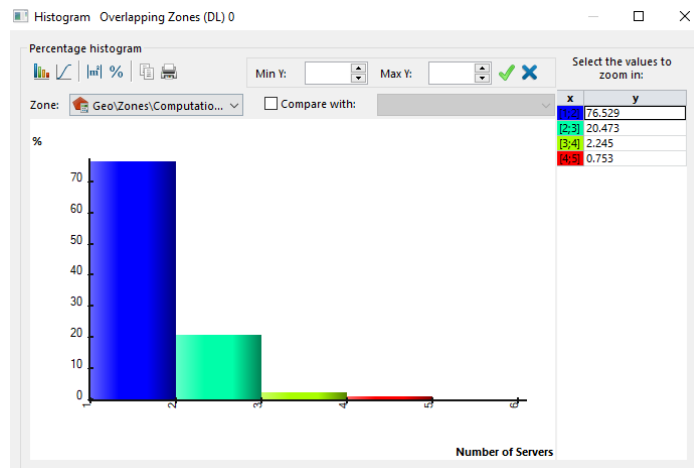 Histogram Overlapping Zones (DL) 0
Percentage histogram
%
Min Y:
Max Y:
Select the values to
zoom in:
Zone: Geo\Zones\Computatio...
Compare with:
x y
[1;2] 76.529
[2;3] 20.473
[3;4] 2.245
[4;5] 0.753
%
70
60
50
40
30
20
10
0
1 2 3 4 5 6
Number of Servers